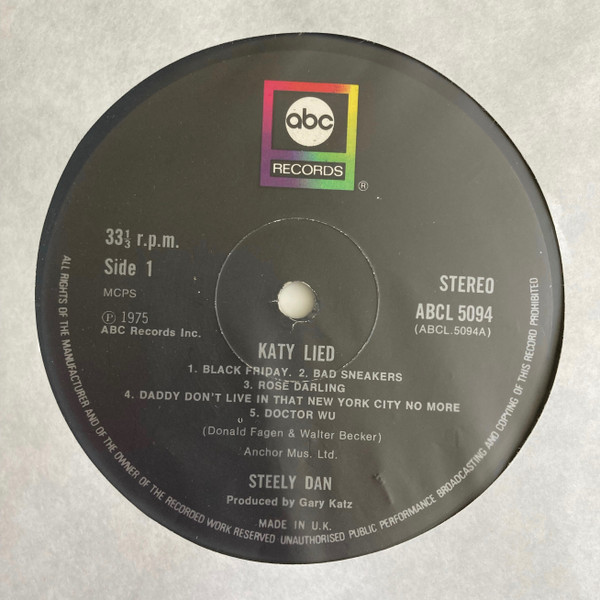 abc
RECORDS
®
33⅓ r.p.m.
Side 1
MCPS
℗ 1975
ABC Records Inc.
STEREO
ABCL 5094
(ABCL.5094A)
KATY LIED
1. BLACK FRIDAY. 2. BAD SNEAKERS
3. ROSE DARLING
4. DADDY DON'T LIVE IN THAT NEW YORK CITY NO MORE
5. DOCTOR WU
(Donald Fagen & Walter Becker)
Anchor Mus. Ltd.
STEELY DAN
Produced by Gary Katz
MADE IN U.K.
ALL RIGHTS OF THE MANUFACTURER AND OF THE OWNER OF THE RECORDED WORK RESERVED · UNAUTHORISED PUBLIC PERFORMANCE BROADCASTING AND COPYING OF THIS RECORD PROHIBITED